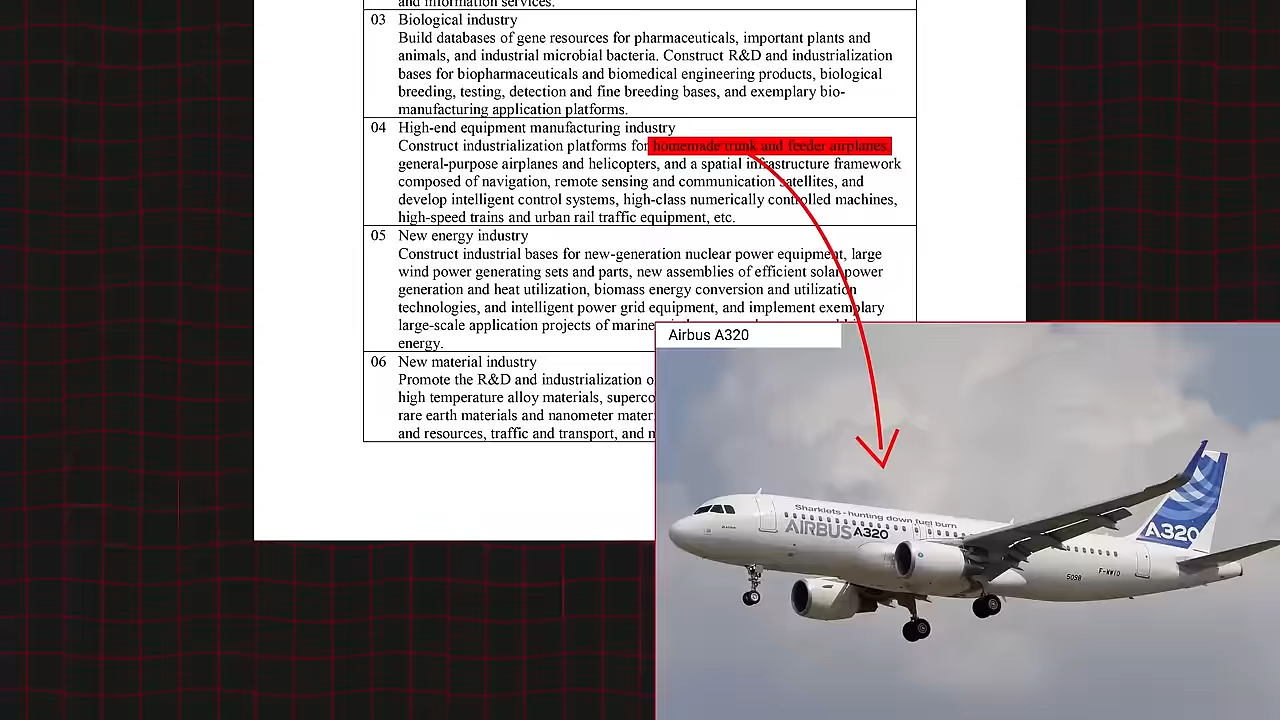 and information services.
03 Biological industry
Build databases of gene resources for pharmaceuticals, important plants and
animals, and industrial microbial bacteria. Construct R&D and industrialization
bases for biopharmaceuticals and biomedical engineering products, biological
breeding, testing, detection and fine breeding bases, and exemplary bio-
manufacturing application platforms.
04 High-end equipment manufacturing industry
Construct industrialization platforms for homemade trunk and feeder airplanes,
general-purpose airplanes and helicopters, and a spatial infrastructure framework
composed of navigation, remote sensing and communication satellites, and
develop intelligent control systems, high-class numerically controlled machines,
high-speed trains and urban rail traffic equipment, etc.
05 New energy industry
Construct industrial bases for new-generation nuclear power equipment, large
wind power generating sets and parts, new assemblies of efficient solar power
generation and heat utilization, biomass energy conversion and utilization
technologies, and intelligent power grid equipment, and implement exemplary
large-scale application projects of marine
energy.
06 New material industry
Promote the R&D and industrialization o
high temperature alloy materials, superco
rare earth materials and nanometer mater
and resources, traffic and transport, and m
Airbus A320
Sharklets - hunting down fuel burn
AIRBUS A320
A320
5098
F-WWIQ